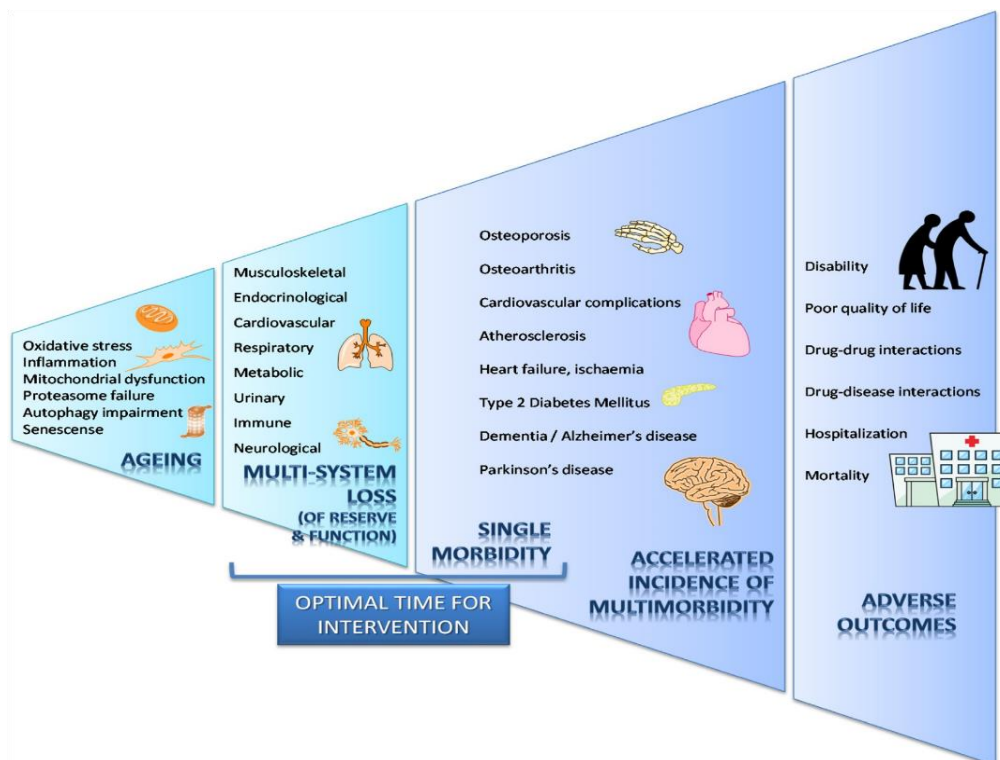 Oxidative stress
Inflammation
Mitochondrial dysfunction
Proteasome failure
Autophagy impairment
Senescense
AGEING
Musculoskeletal
Endocrinological
Cardiovascular
Respiratory
Metabolic
Urinary
Immune
Neurological
MULTI-SYSTEM
LOSS
(OF RESERVE
& FUNCTION)
Osteoporosis
Osteoarthritis
Cardiovascular complications
Atherosclerosis
Heart failure, ischaemia
Type 2 Diabetes Mellitus
Dementia / Alzheimer's disease
Parkinson's disease
SINGLE
MORBIDITY
ACCELERATED
INCIDENCE OF
MULTIMORBIDITY
OPTIMAL TIME FOR
INTERVENTION
Disability
Poor quality of life
Drug-drug interactions
Drug-disease interactions
Hospitalization
Mortality
ADVERSE
OUTCOMES